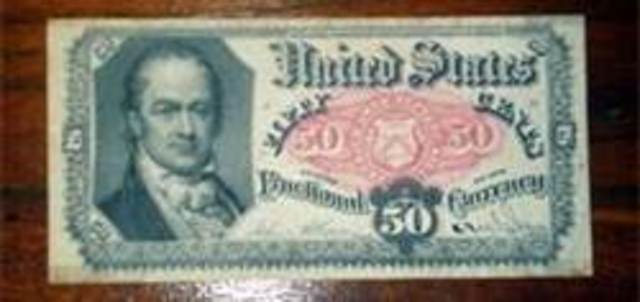 United States
FIFTY CENTS
50 50
Fractional Currency
50